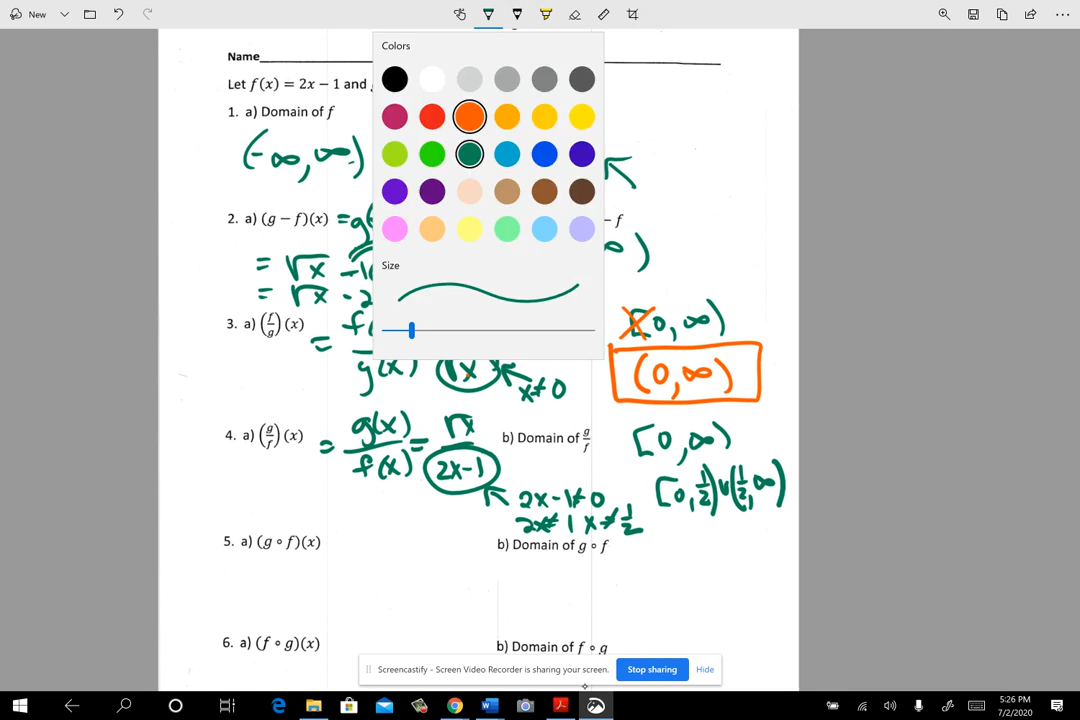 New
Name
Colors
Let f(x) = 2x − 1 and
1. a) Domain of f
(-∞, ∞)
2. a) (g − f)(x) = g(
− f
Size
= √x - 1
= √x - 2
3. a) (f/g)(x)
= f(
g(x) √x x≠0
[0, ∞)
(0, ∞)
4. a) (g/f)(x) = g(x)/f(x) = √x/2x-1
b) Domain of g/f
[0, ∞)
[0, 1/2) ∪ (1/2, ∞)
2x-1≠0
2x≠1 x≠1/2
5. a) (g ∘ f)(x)
b) Domain of g ∘ f
6. a) (f ∘ g)(x)
b) Domain of f ∘ g
Screencastify - Screen Video Recorder is sharing your screen. Stop sharing Hide
5:26 PM
7/2/2020